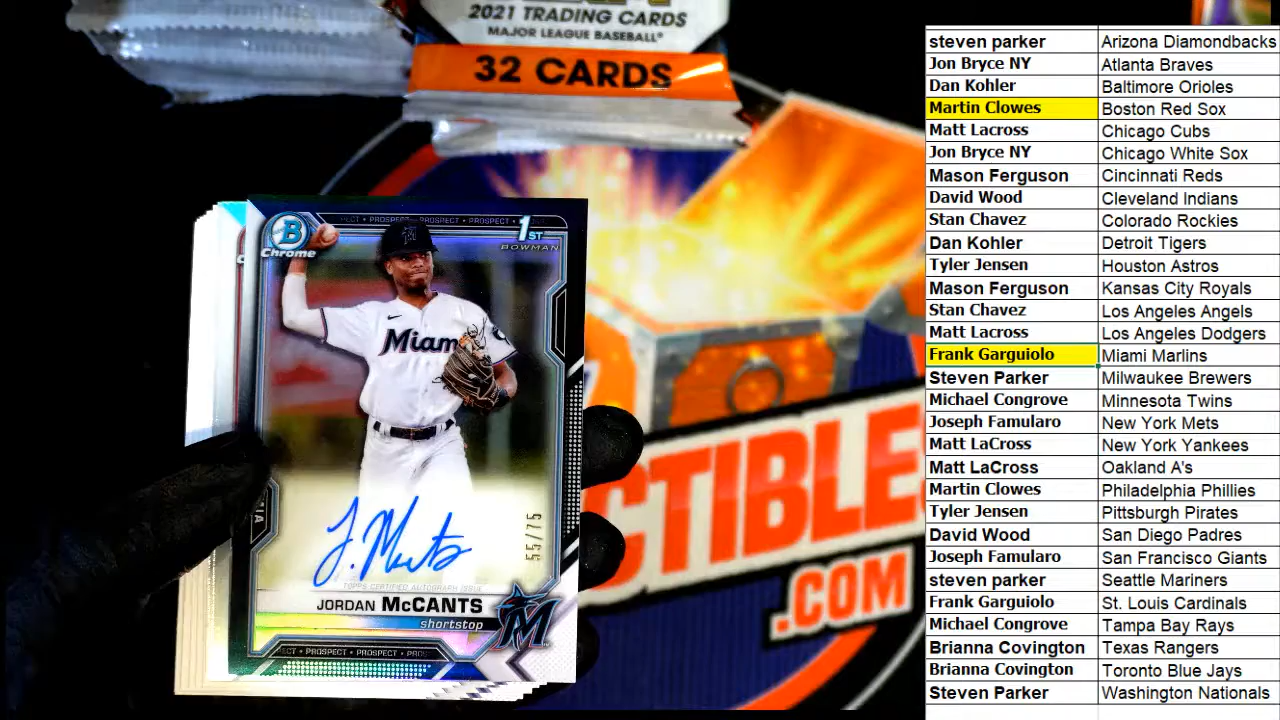 2021 TRADING CARDS
MAJOR LEAGUE BASEBALL®
32 CARDS
PROSPECT • PROSPECT • PROSPECT
B
Chrome
1ST
BOWMAN
Miam
55/75
J. McCants
TOPPS CERTIFIED AUTOGRAPH ISSUE
JORDAN McCANTS
shortstop
M
PROSPECT • PROSPECT
CTIBLES
.COM
steven parker Arizona Diamondbacks
Jon Bryce NY Atlanta Braves
Dan Kohler Baltimore Orioles
Martin Clowes Boston Red Sox
Matt Lacross Chicago Cubs
Jon Bryce NY Chicago White Sox
Mason Ferguson Cincinnati Reds
David Wood Cleveland Indians
Stan Chavez Colorado Rockies
Dan Kohler Detroit Tigers
Tyler Jensen Houston Astros
Mason Ferguson Kansas City Royals
Stan Chavez Los Angeles Angels
Matt Lacross Los Angeles Dodgers
Frank Garguiolo Miami Marlins
Steven Parker Milwaukee Brewers
Michael Congrove Minnesota Twins
Joseph Famularo New York Mets
Matt LaCross New York Yankees
Matt LaCross Oakland A's
Martin Clowes Philadelphia Phillies
Tyler Jensen Pittsburgh Pirates
David Wood San Diego Padres
Joseph Famularo San Francisco Giants
steven parker Seattle Mariners
Frank Garguiolo St. Louis Cardinals
Michael Congrove Tampa Bay Rays
Brianna Covington Texas Rangers
Brianna Covington Toronto Blue Jays
Steven Parker Washington Nationals